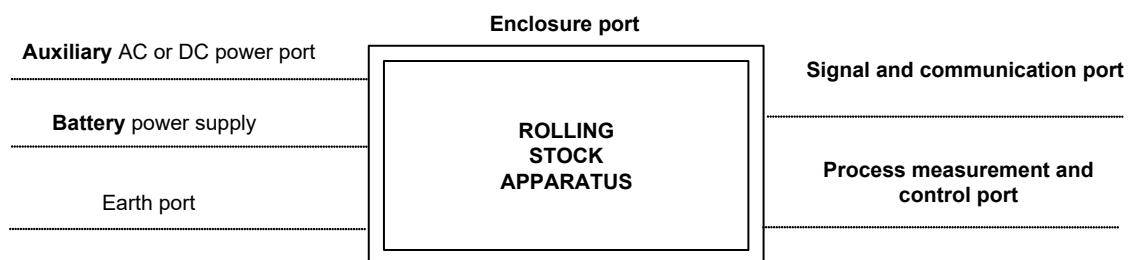 Enclosure port
Auxiliary AC or DC power port
Signal and communication port
Battery power supply
ROLLING
STOCK
APPARATUS
Process measurement and
control port
Earth port